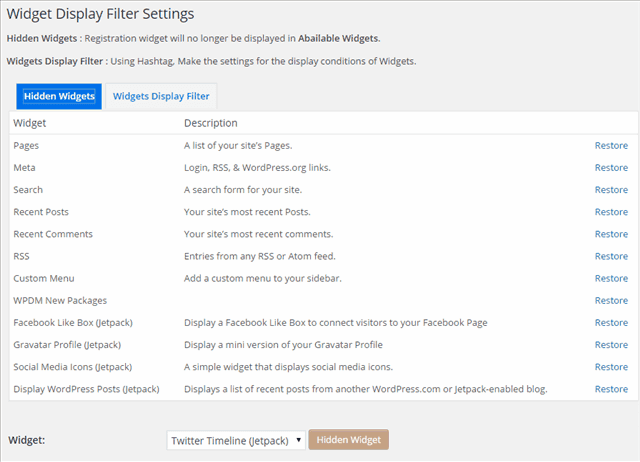 Widget Display Filter Settings
Hidden Widgets : Registration widget will no longer be displayed in Abailable Widgets.
Widgets Display Filter : Using Hashtag, Make the settings for the display conditions of Widgets.
Hidden Widgets Widgets Display Filter
Widget Description
Pages A list of your site's Pages. Restore
Meta Login, RSS, & WordPress.org links. Restore
Search A search form for your site. Restore
Recent Posts Your site's most recent Posts. Restore
Recent Comments Your site's most recent comments. Restore
RSS Entries from any RSS or Atom feed. Restore
Custom Menu Add a custom menu to your sidebar. Restore
WPDM New Packages Restore
Facebook Like Box (Jetpack) Display a Facebook Like Box to connect visitors to your Facebook Page Restore
Gravatar Profile (Jetpack) Display a mini version of your Gravatar Profile Restore
Social Media Icons (Jetpack) A simple widget that displays social media icons. Restore
Display WordPress Posts (Jetpack) Displays a list of recent posts from another WordPress.com or Jetpack-enabled blog. Restore
Widget: Twitter Timeline (Jetpack) Hidden Widget